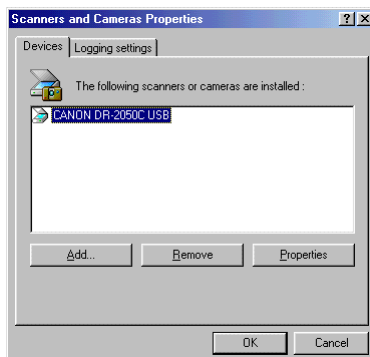 Scanners and Cameras Properties
Devices
Logging settings
The following scanners or cameras are installed :
CANON DR-2050C USB
Add...
Remove
Properties
OK
Cancel